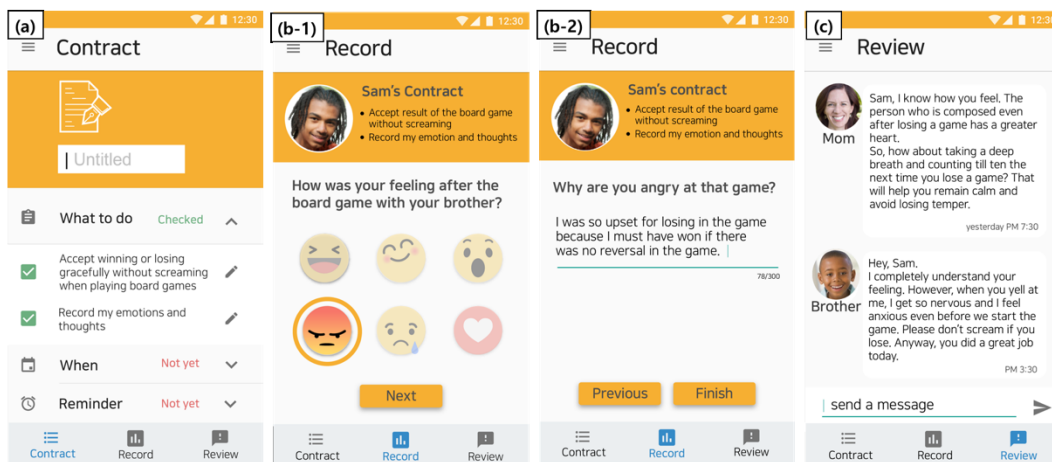 (a)
12:30
Contract
Untitled
What to do Checked
Accept winning or losing
gracefully without screaming
when playing board games
Record my emotions and
thoughts
When Not yet
Reminder Not yet
Contract Record Review
(b-1)
12:30
Record
Sam's Contract
• Accept result of the board game
without screaming
• Record my emotion and thoughts
How was your feeling after the
board game with your brother?
Next
Contract Record Review
(b-2)
12:30
Record
Sam's contract
• Accept result of the board game
without screaming
• Record my emotion and thoughts
Why are you angry at that game?
I was so upset for losing in the game
because I must have won if there
was no reversal in the game.
78/300
Previous Finish
Contract Record Review
(c)
12:30
Review
Mom
Sam, I know how you feel. The
person who is composed even
after losing a game has a greater
heart.
So, how about taking a deep
breath and counting till ten the
next time you lose a game? That
will help you remain calm and
avoid losing temper.
yesterday PM 7:30
Brother
Hey, Sam.
I completely understand your
feeling. However, when you yell at
me, I get so nervous and I feel
anxious even before we start the
game. Please don't scream if you
lose. Anyway, you did a great job
today.
PM 3:30
send a message
Contract Record Review